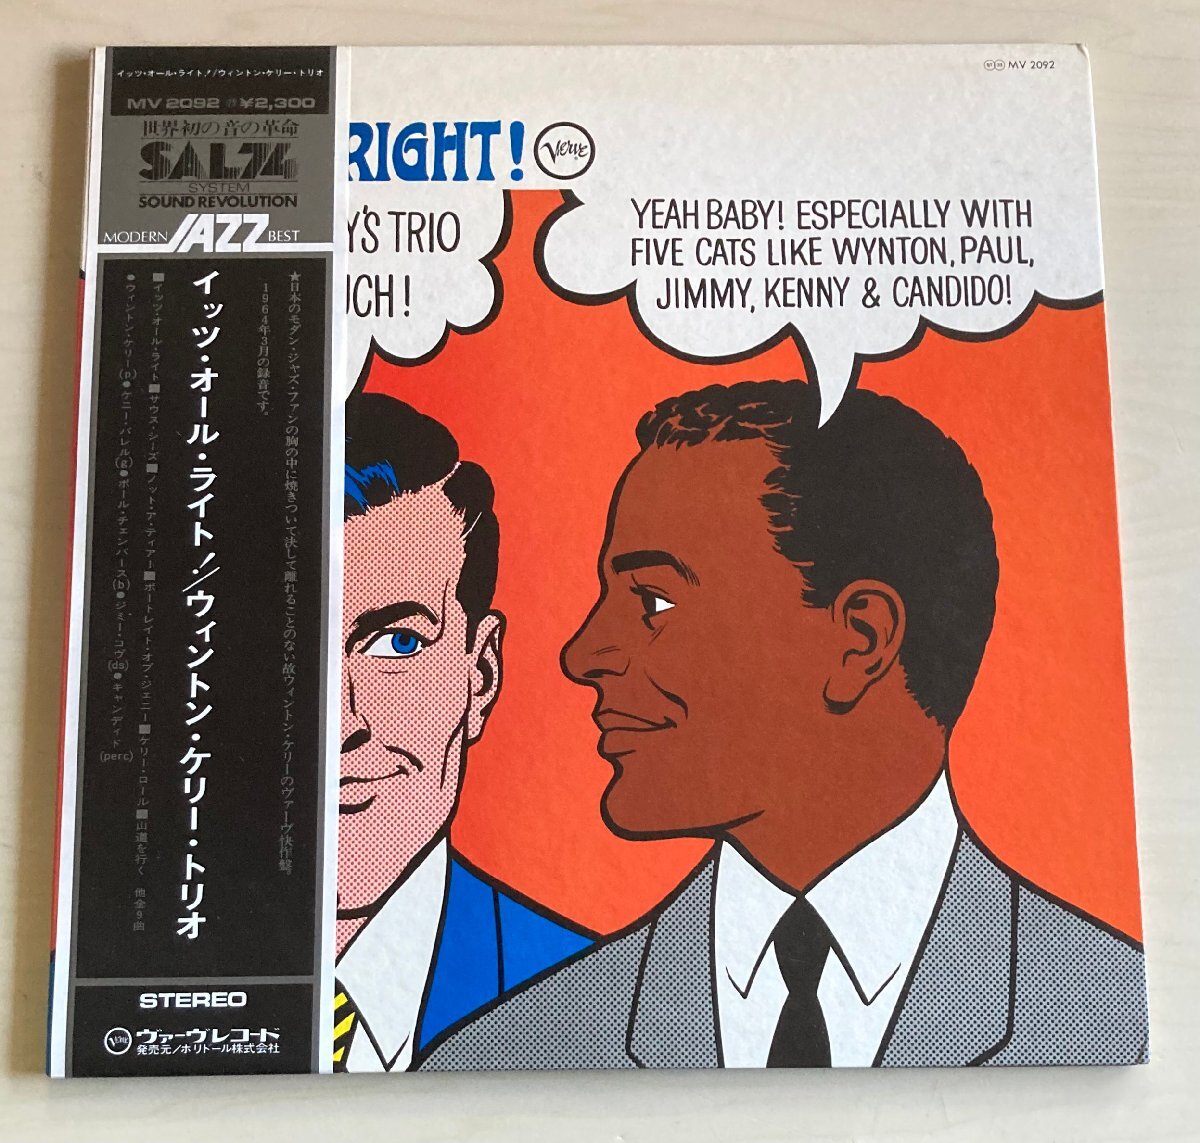 イッツ・オール・ライト!/ウィントン・ケリー・トリオ
MV 2092 ¥2,300
世界初の音の革命
SAL74
SYSTEM
SOUND REVOLUTION
MODERN JAZZ BEST
★日本のモダン・ジャズ・ファンの胸の中に焼きついて決して離れることのない故ウィントン・ケリーのヴァーヴ快作盤。
1964年3月の録音です。
イッツ・オール・ライト!/ウィントン・ケリー・トリオ
■イッツ・オール・ライト■サウス・シーズ■ノット・ア・ティアー■ポートレイト・オブ・ジェニー■ケリー・ロール■山道を行く 他全9曲
●ウィントン・ケリー(p)●ケニー・バレル(g)●ポール・チェンバース(b)●ジミー・コヴ(ds)●キャンディド(perc)
STEREO
Verve ヴァーヴレコード
発売元/ポリドール株式会社
MV 2092
RIGHT! Verve
Y'S TRIO
UCH!
YEAH BABY! ESPECIALLY WITH
FIVE CATS LIKE WYNTON, PAUL,
JIMMY, KENNY & CANDIDO!